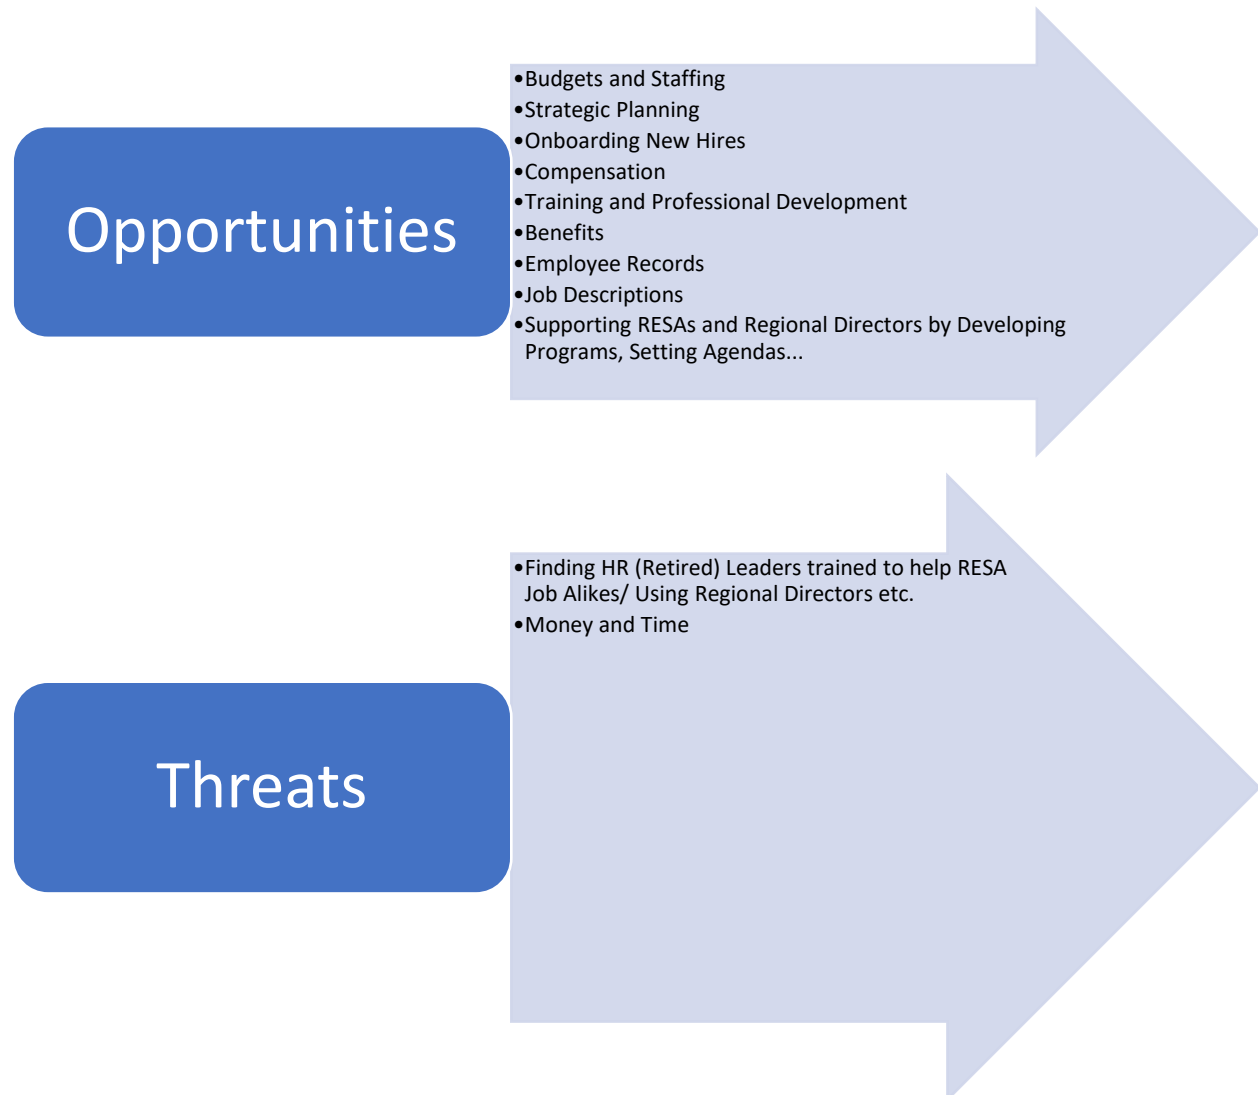 Opportunities
•Budgets and Staffing
•Strategic Planning
•Onboarding New Hires
•Compensation
•Training and Professional Development
•Benefits
•Employee Records
•Job Descriptions
•Supporting RESAs and Regional Directors by Developing
Programs, Setting Agendas...
Threats
•Finding HR (Retired) Leaders trained to help RESA
Job Alikes/ Using Regional Directors etc.
•Money and Time